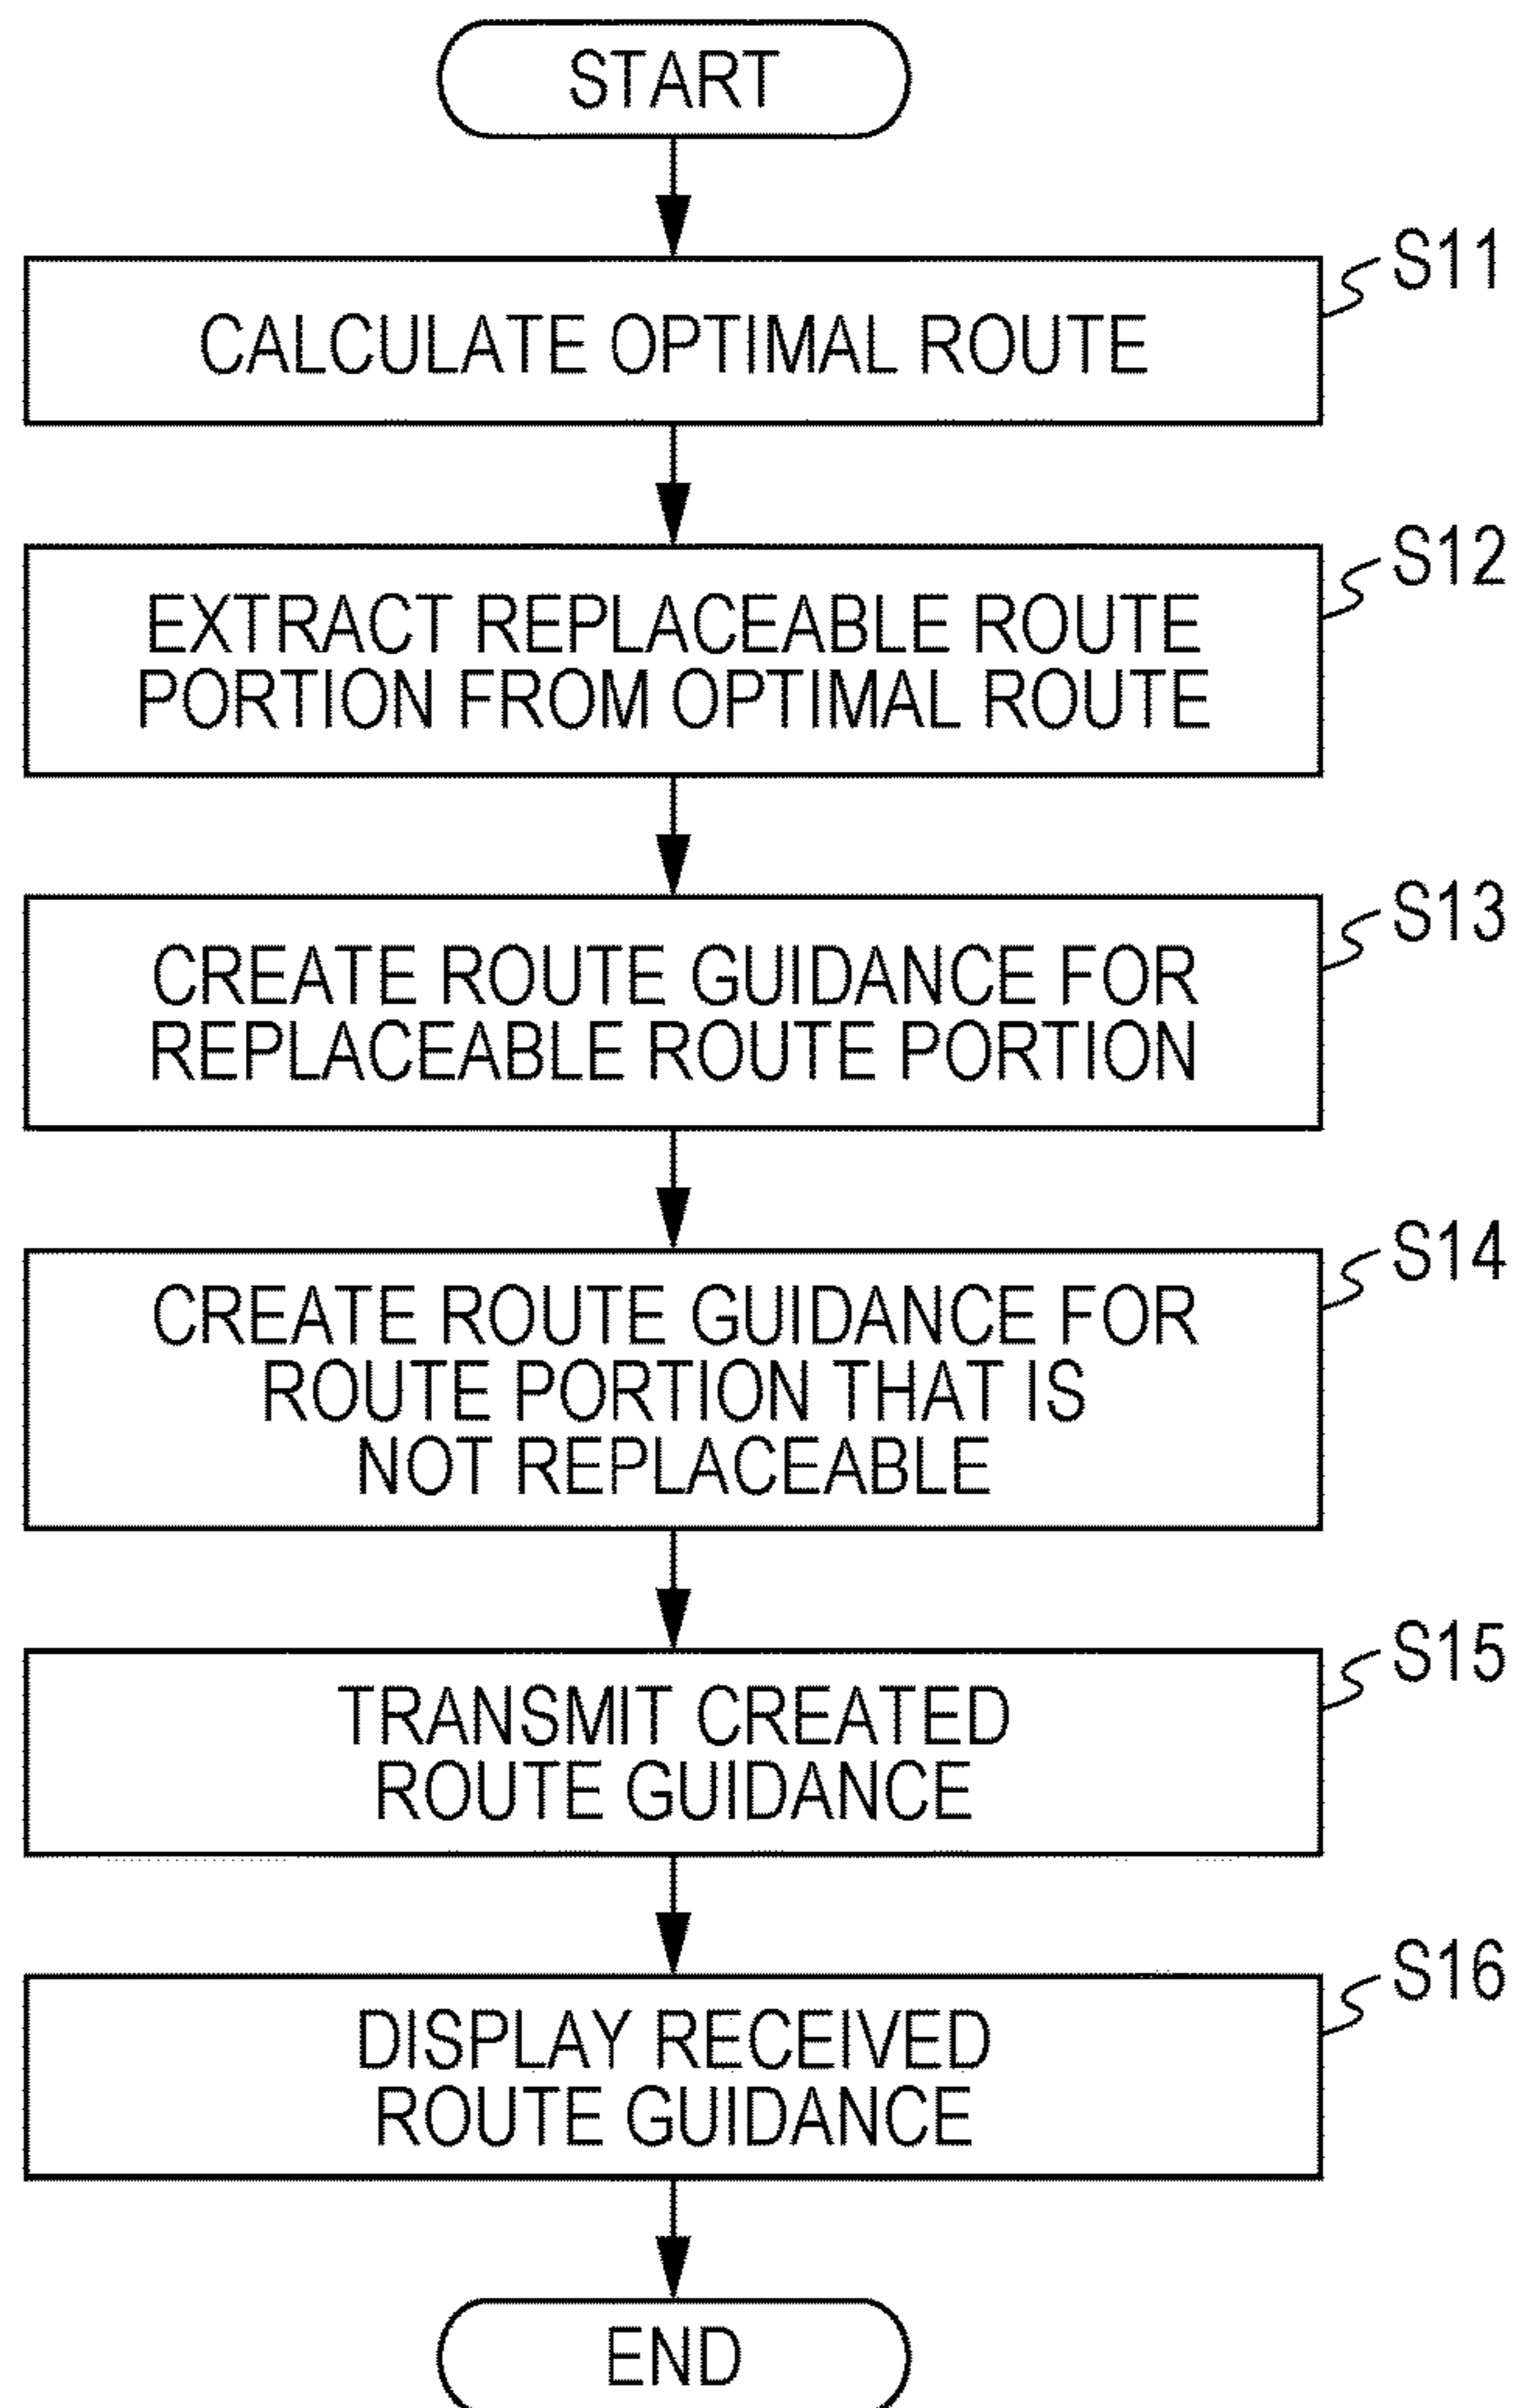 START
S11
CALCULATE OPTIMAL ROUTE
S12
EXTRACT REPLACEABLE ROUTE
PORTION FROM OPTIMAL ROUTE
S13
CREATE ROUTE GUIDANCE FOR
REPLACEABLE ROUTE PORTION
S14
CREATE ROUTE GUIDANCE FOR
ROUTE PORTION THAT IS
NOT REPLACEABLE
S15
TRANSMIT CREATED
ROUTE GUIDANCE
S16
DISPLAY RECEIVED
ROUTE GUIDANCE
END